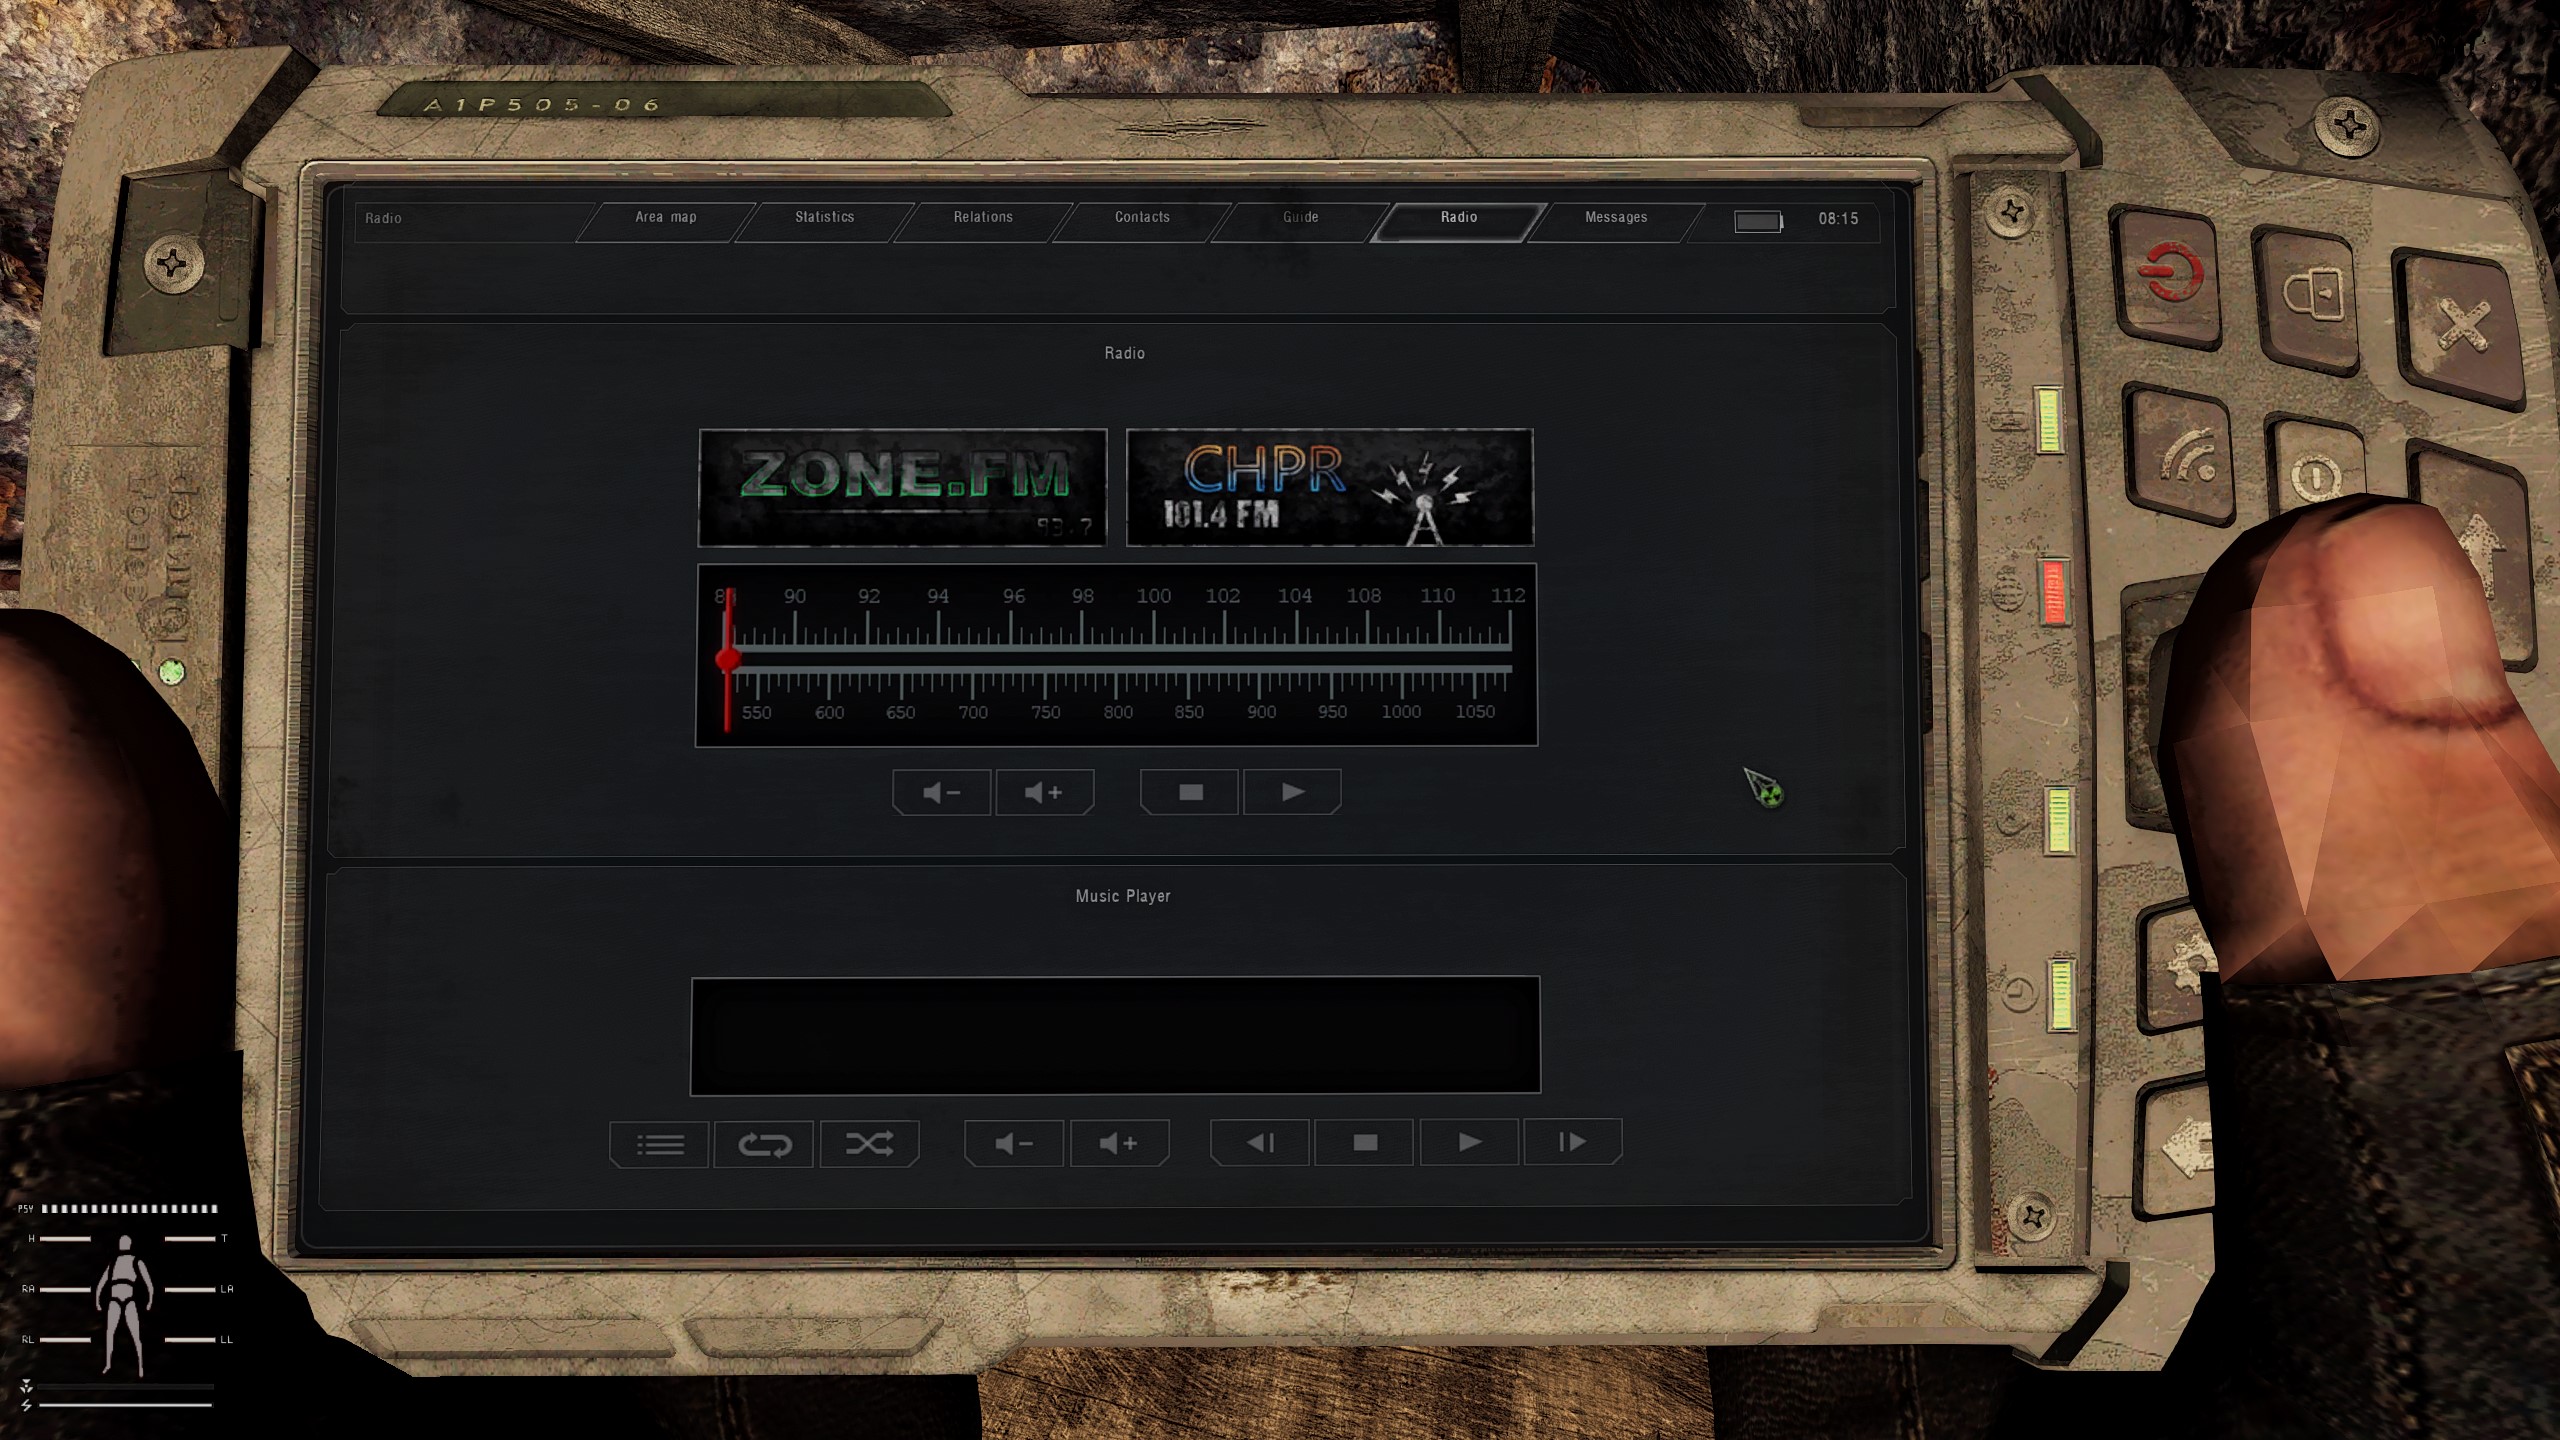 A1P505-06
Radio
Area map
Statistics
Relations
Contacts
Guide
Radio
Messages
08:15
Radio
ZONE.FM
93.7
CHPR
101.4 FM
90 92 94 96 98 100 102 104 108 110 112
550 600 650 700 750 800 850 900 950 1000 1050
Music Player
PSY
H T
RA LA
RL LL